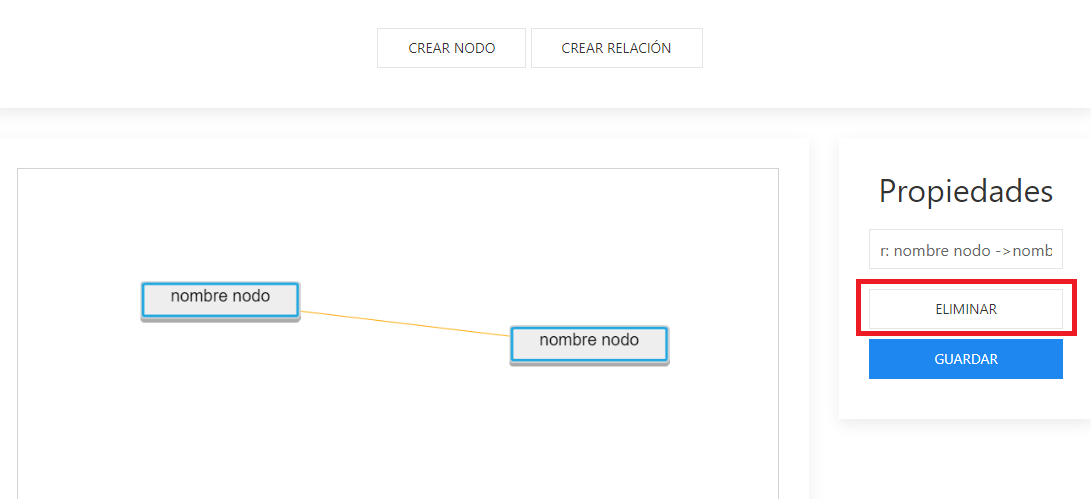 CREAR NODO
CREAR RELACIÓN
Propiedades
r: nombre nodo ->nomb
ELIMINAR
GUARDAR
nombre nodo
nombre nodo